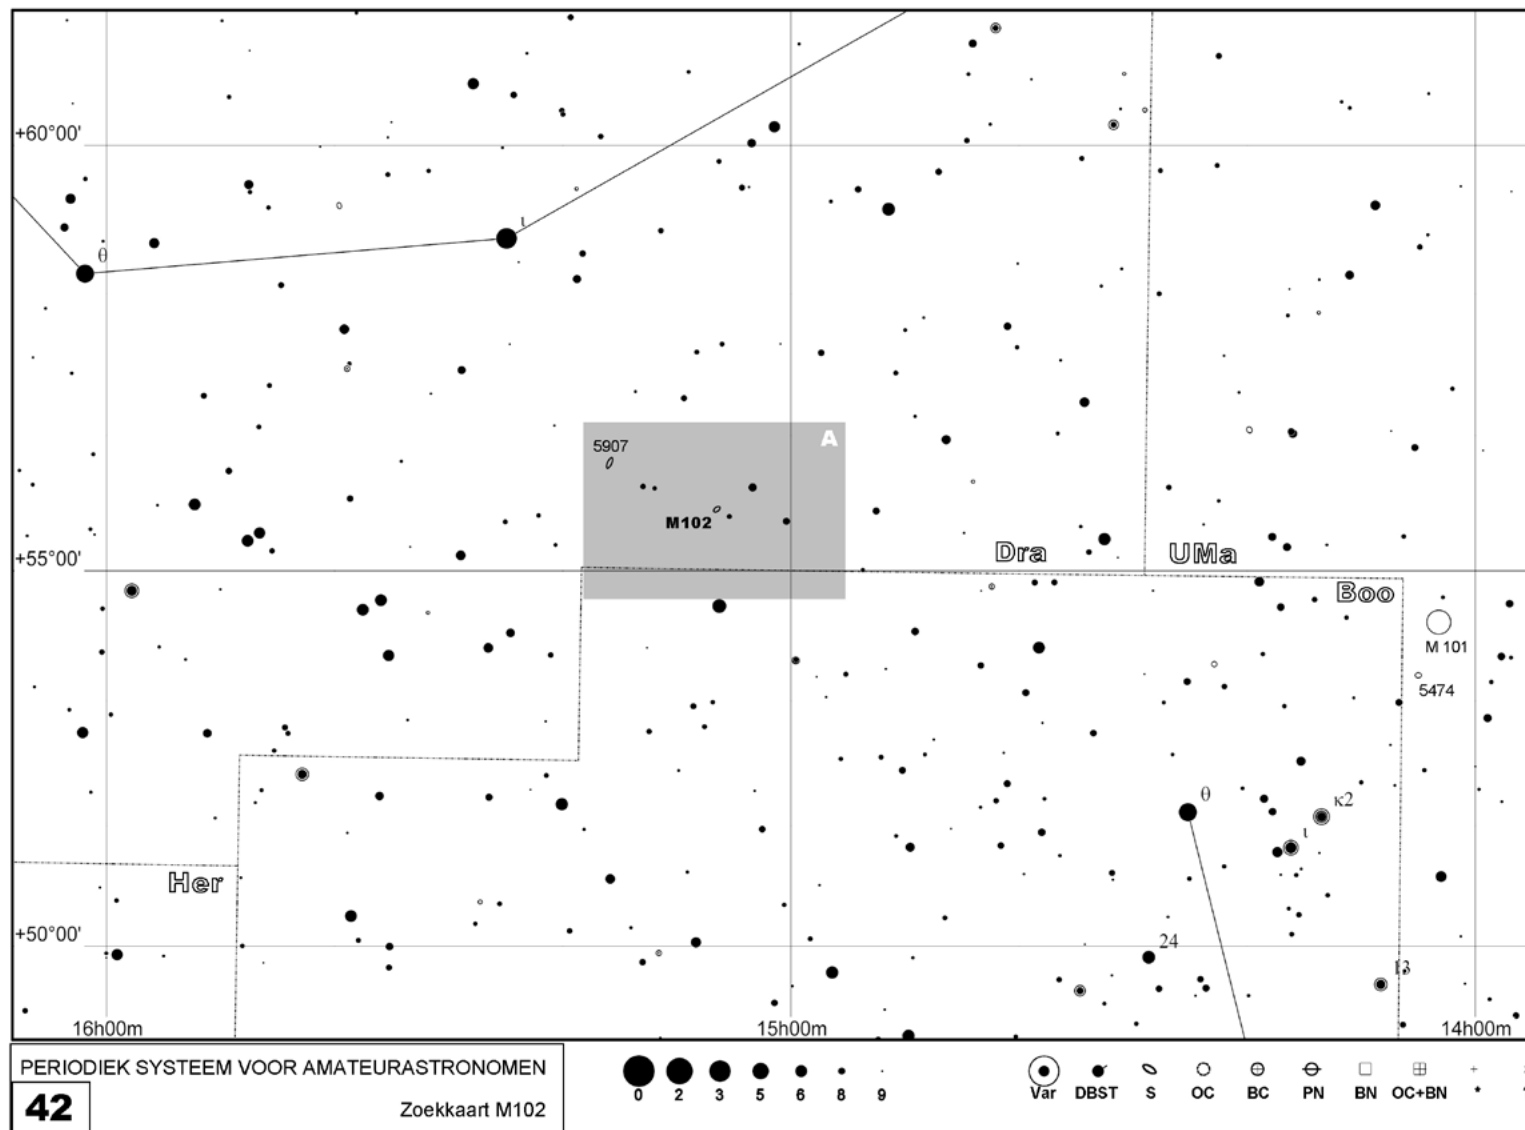 +60°00'
ι
θ
A
5907
M102
+55°00'
Dra
UMa
Boo
M 101
5474
θ
κ2
ι
Her
24
+50°00'
13
16h00m
15h00m
14h00m
PERIODIEK SYSTEEM VOOR AMATEURASTRONOMEN
42
Zoekkaart M102
0 2 3 5 6 8 9
Var DBST S OC BC PN BN OC+BN *